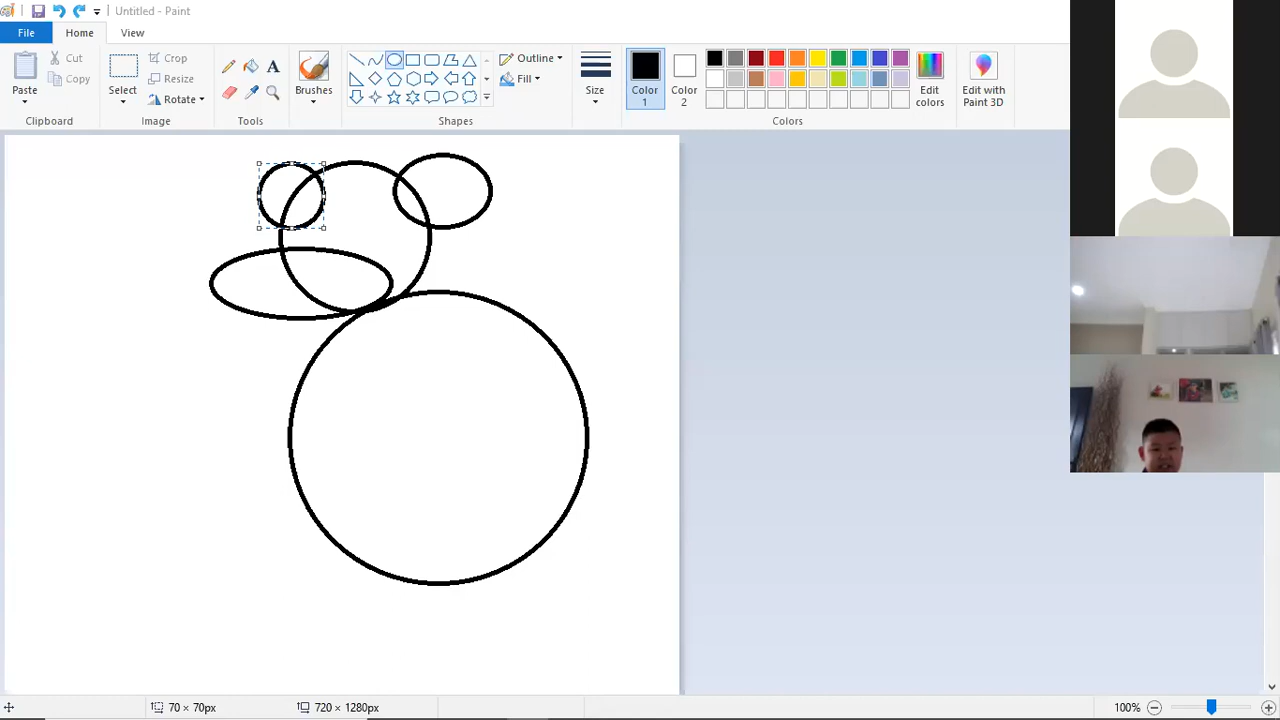 Untitled - Paint
File Home View
Paste
Cut
Copy
Clipboard
Select
Crop
Resize
Rotate
Image
A
Tools
Brushes
Outline
Fill
Shapes
Size
Color 1
Color 2
Edit colors
Colors
Edit with Paint 3D
70 × 70px
720 × 1280px
100%